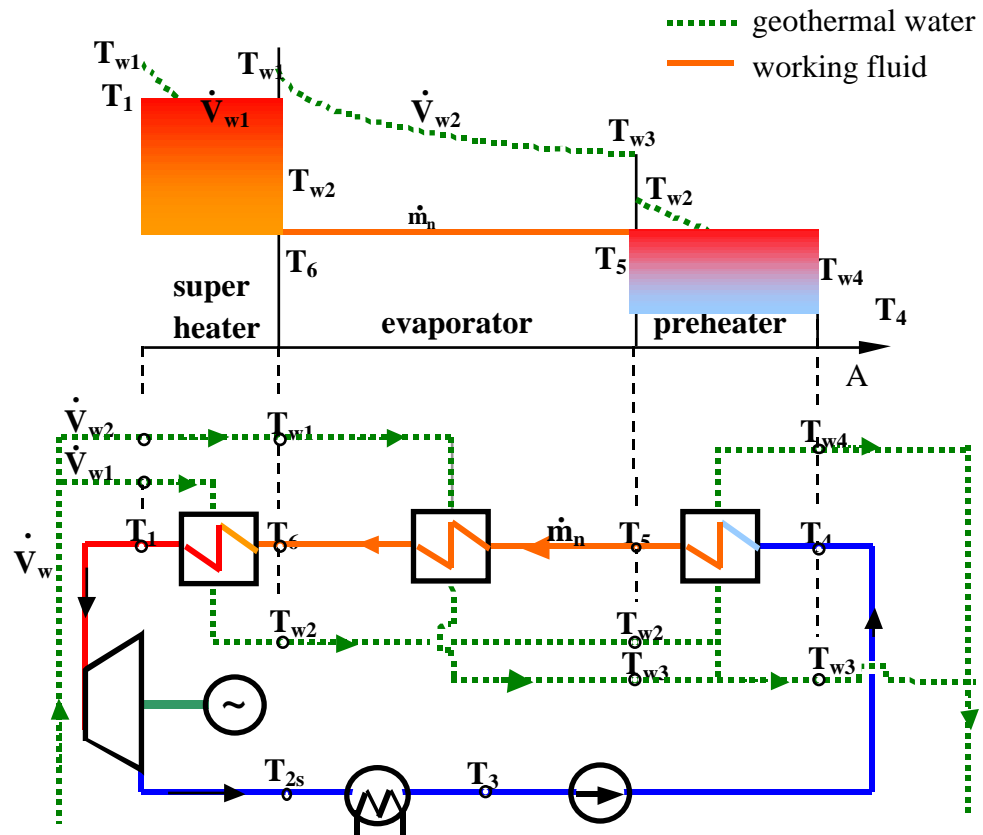 geothermal water
working fluid
Tw1
Tw1
T1
V̇w1
V̇w2
Tw3
Tw2
Tw2
ṁn
T6
T5
Tw4
T4
super
heater
evaporator
preheater
A
V̇w2
Tw1
Tw4
V̇w1
T1
T6
ṁn
T5
T4
V̇w
Tw2
Tw2
Tw3
Tw3
~
T2s
T3